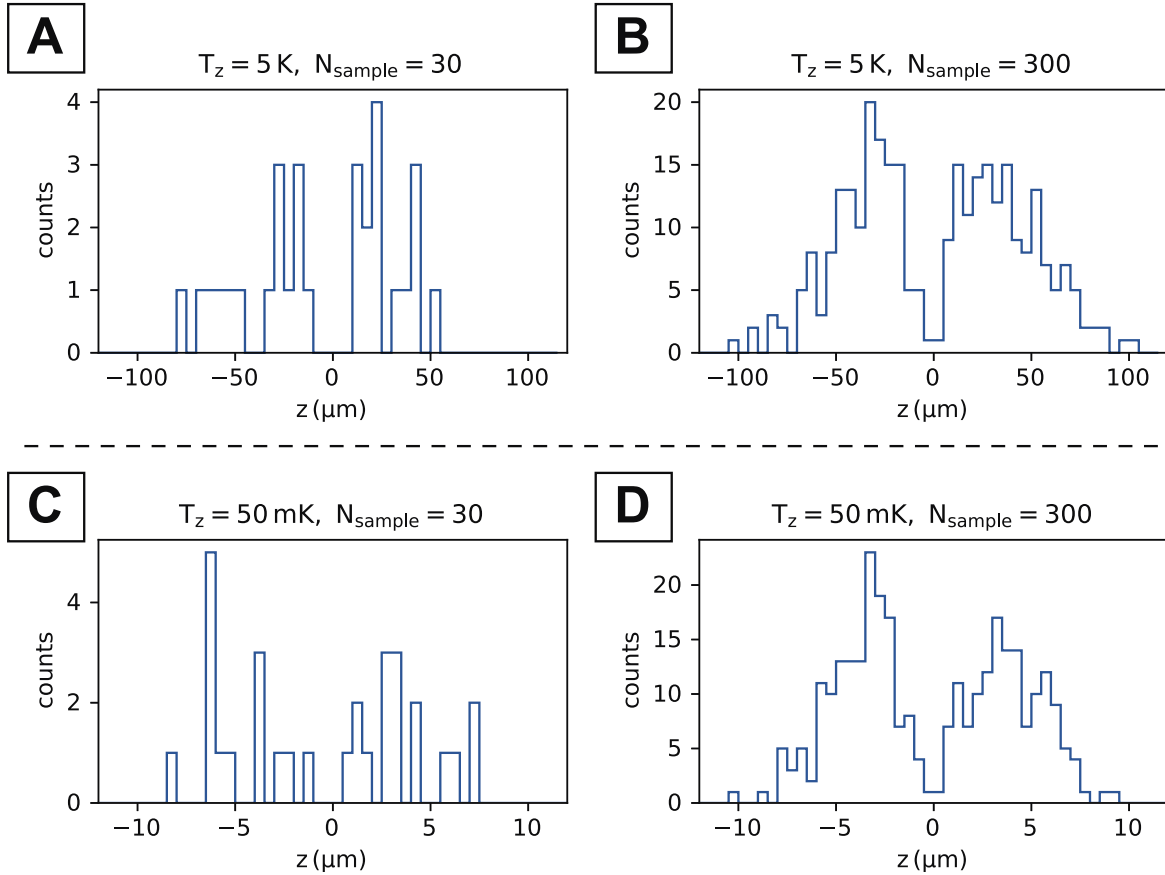 A
T_z = 5 K, N_sample = 30
4
3
2
1
0
counts
−100
−50
0
50
100
z (μm)
B
T_z = 5 K, N_sample = 300
20
15
10
5
0
counts
−100
−50
0
50
100
z (μm)
C
T_z = 50 mK, N_sample = 30
4
2
0
counts
−10
−5
0
5
10
z (μm)
D
T_z = 50 mK, N_sample = 300
20
15
10
5
0
counts
−10
−5
0
5
10
z (μm)